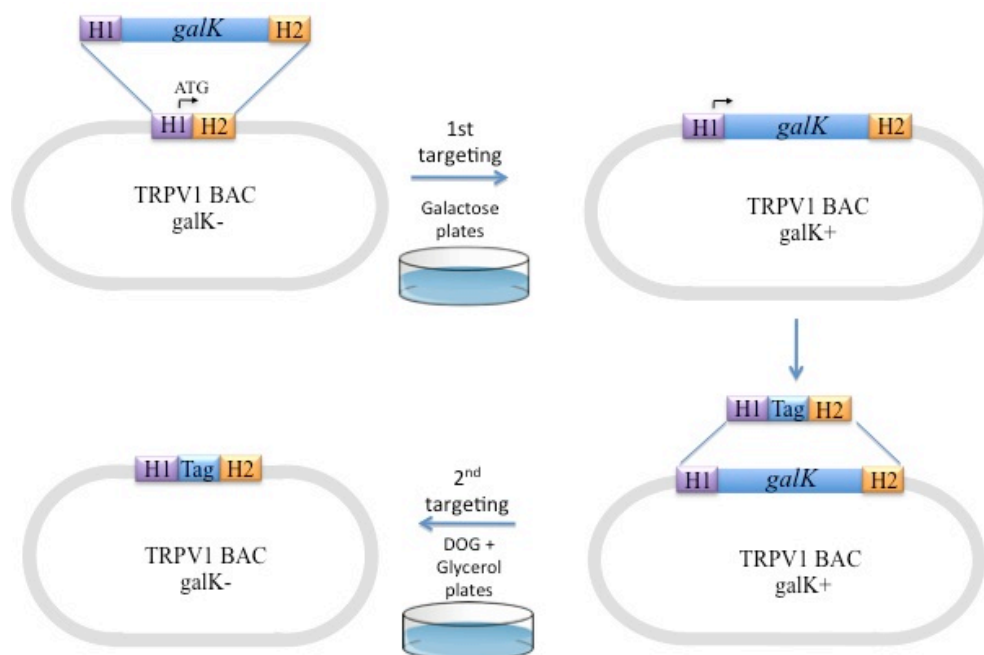 H1 galK H2
ATG
H1 H2
TRPV1 BAC
galK-
1st
targeting
Galactose
plates
H1 galK H2
TRPV1 BAC
galK+
H1 Tag H2
H1 galK H2
TRPV1 BAC
galK+
2nd
targeting
DOG +
Glycerol
plates
H1 Tag H2
TRPV1 BAC
galK-